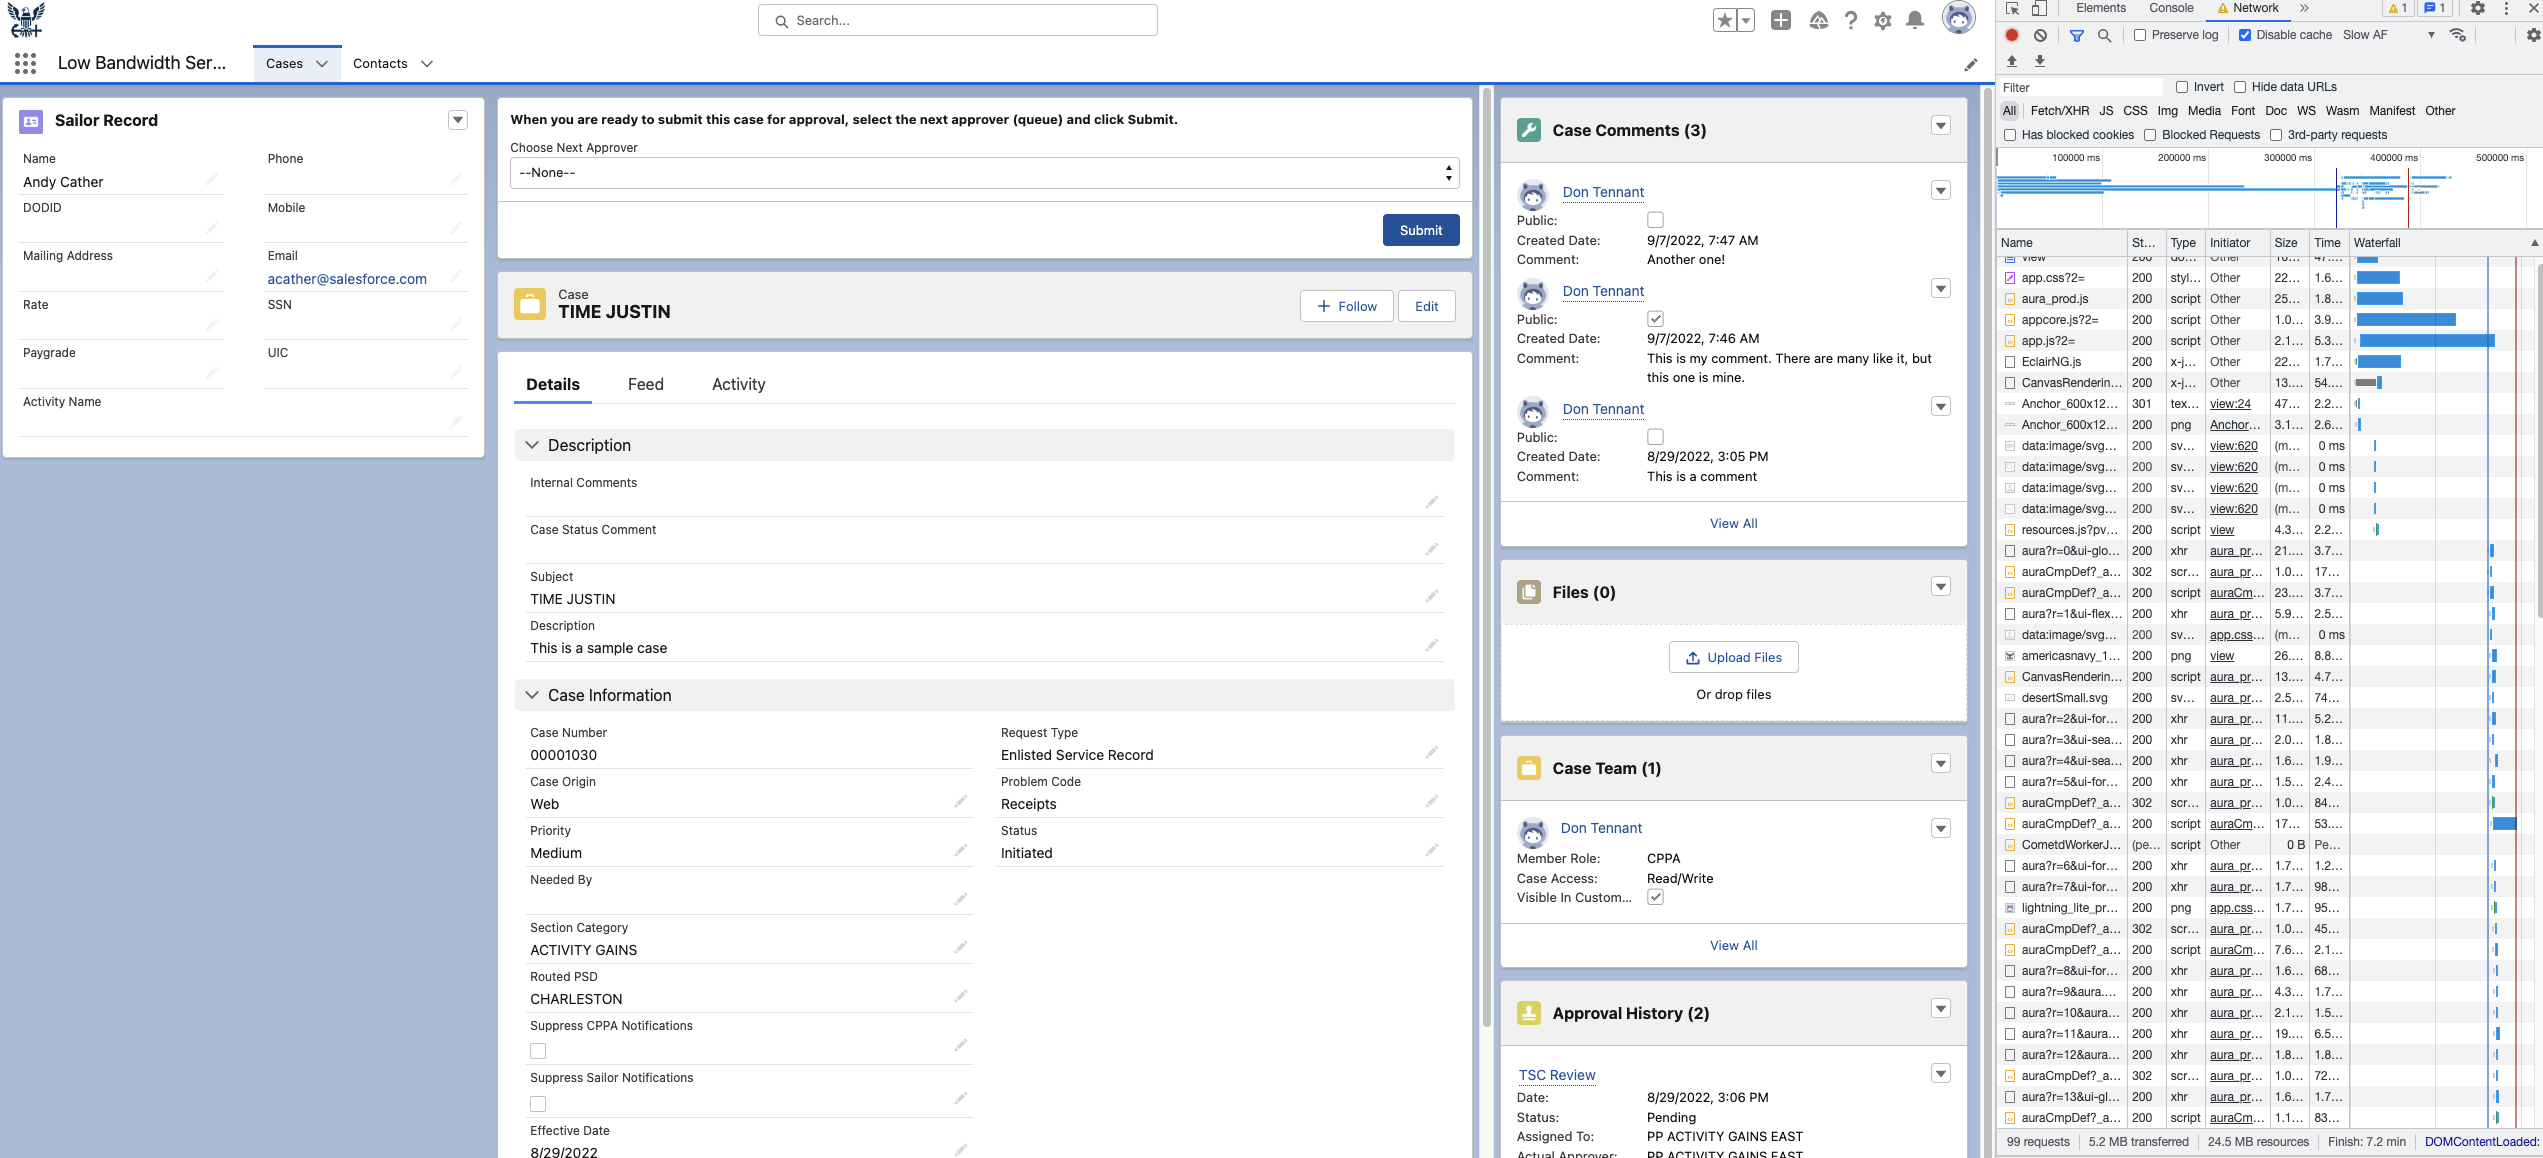 Search...
Low Bandwidth Ser...
Cases
Contacts
Sailor Record
Name
Phone
Andy Cather
DODID
Mobile
Mailing Address
Email
acather@salesforce.com
Rate
SSN
Paygrade
UIC
Activity Name
When you are ready to submit this case for approval, select the next approver (queue) and click Submit.
Choose Next Approver
--None--
Submit
Case
TIME JUSTIN
Follow
Edit
Details
Feed
Activity
Description
Internal Comments
Case Status Comment
Subject
TIME JUSTIN
Description
This is a sample case
Case Information
Case Number
00001030
Request Type
Enlisted Service Record
Case Origin
Web
Problem Code
Receipts
Priority
Medium
Status
Initiated
Needed By
Section Category
ACTIVITY GAINS
Routed PSD
CHARLESTON
Suppress CPPA Notifications
Suppress Sailor Notifications
Effective Date
8/29/2022
Case Comments (3)
Don Tennant
Public:
Created Date: 9/7/2022, 7:47 AM
Comment: Another one!
Don Tennant
Public:
Created Date: 9/7/2022, 7:46 AM
Comment: This is my comment. There are many like it, but
this one is mine.
Don Tennant
Public:
Created Date: 8/29/2022, 3:05 PM
Comment: This is a comment
View All
Files (0)
Upload Files
Or drop files
Case Team (1)
Don Tennant
Member Role: CPPA
Case Access: Read/Write
Visible In Custom...
View All
Approval History (2)
TSC Review
Date: 8/29/2022, 3:06 PM
Status: Pending
Assigned To: PP ACTIVITY GAINS EAST
Actual Approver: PP ACTIVITY GAINS EAST
Elements Console Network 1 1
Preserve log Disable cache Slow AF
Filter Invert Hide data URLs
All Fetch/XHR JS CSS Img Media Font Doc WS Wasm Manifest Other
Has blocked cookies Blocked Requests 3rd-party requests
100000 ms 200000 ms 300000 ms 400000 ms 500000 ms
Name St... Type Initiator Size Time Waterfall
view 200 do... Other 10... 47....
app.css?2= 200 styl... Other 22... 1.6...
aura_prod.js 200 script Other 25... 1.8...
appcore.js?2= 200 script Other 1.0... 3.9...
app.js?2= 200 script Other 2.1... 5.3...
EclairNG.js 200 x-j... Other 22... 1.7...
CanvasRenderin... 200 x-j... Other 13.... 54....
Anchor_600x12... 301 tex... view:24 47... 2.2...
Anchor_600x12... 200 png Anchor... 3.1... 2.6...
data:image/svg... 200 sv... view:620 (m... 0 ms
data:image/svg... 200 sv... view:620 (m... 0 ms
data:image/svg... 200 sv... view:620 (m... 0 ms
data:image/svg... 200 sv... view:620 (m... 0 ms
resources.js?pv... 200 script view 4.3... 2.2...
aura?r=0&ui-glo... 200 xhr aura_pr... 21.... 3.7...
auraCmpDef?_a... 302 scr... aura_pr... 1.0... 17...
auraCmpDef?_a... 200 script auraCm... 23.... 3.7...
aura?r=1&ui-flex... 200 xhr aura_pr... 5.9... 2.5...
data:image/svg... 200 sv... app.css... (m... 0 ms
americasnavy_1... 200 png view 26.... 8.8...
CanvasRenderin... 200 script aura_pr... 13.... 4.7...
desertSmall.svg 200 sv... aura_pr... 2.5... 74...
aura?r=2&ui-for... 200 xhr aura_pr... 11.... 5.2...
aura?r=3&ui-sea... 200 xhr aura_pr... 2.0... 1.8...
aura?r=4&ui-sea... 200 xhr aura_pr... 1.6... 1.9...
aura?r=5&ui-for... 200 xhr aura_pr... 1.5... 2.4...
auraCmpDef?_a... 302 scr... aura_pr... 1.0... 84...
auraCmpDef?_a... 200 script auraCm... 17... 53....
CometdWorkerJ... (pe... script Other 0 B Pe...
aura?r=6&ui-for... 200 xhr aura_pr... 1.7... 1.2...
aura?r=7&ui-for... 200 xhr aura_pr... 1.7... 98...
lightning_lite_pr... 200 png app.css... 1.7... 95...
auraCmpDef?_a... 302 scr... aura_pr... 1.0... 45...
auraCmpDef?_a... 200 script auraCm... 7.6... 2.1...
aura?r=8&ui-for... 200 xhr aura_pr... 1.6... 68...
aura?r=9&aura.... 200 xhr aura_pr... 4.3... 1.7...
aura?r=10&aura... 200 xhr aura_pr... 2.1... 1.5...
aura?r=11&aura... 200 xhr aura_pr... 19.... 6.5...
aura?r=12&aura... 200 xhr aura_pr... 1.8... 1.8...
auraCmpDef?_a... 302 scr... aura_pr... 1.0... 72...
aura?r=13&ui-gl... 200 xhr aura_pr... 1.6... 1.7...
auraCmpDef?_a... 200 script auraCm... 1.1... 83...
99 requests 5.2 MB transferred 24.5 MB resources Finish: 7.2 min DOMContentLoaded: